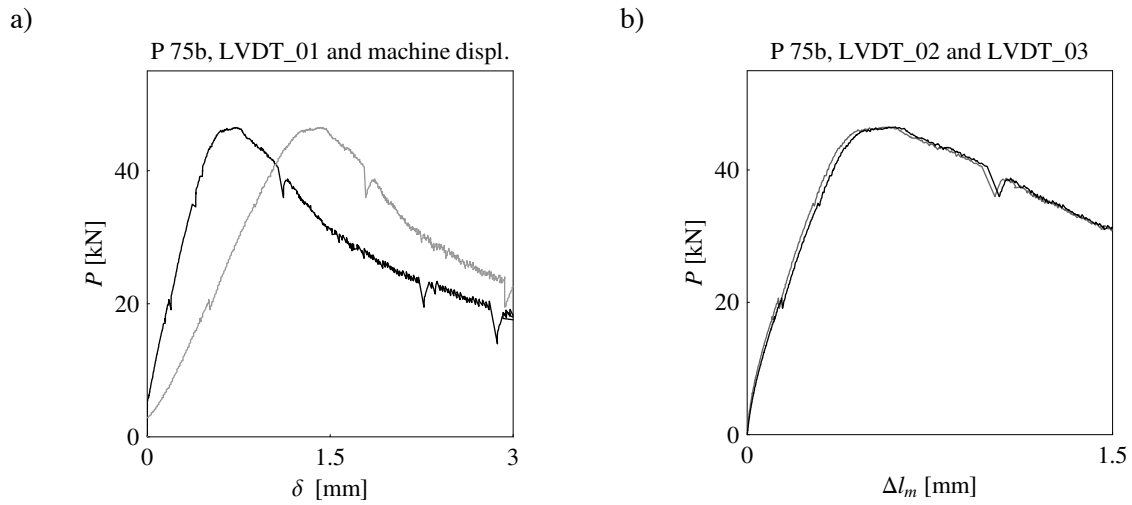 a)
P 75b, LVDT_01 and machine displ.
P [kN]
40
20
0
0 1.5 3
δ [mm]
b)
P 75b, LVDT_02 and LVDT_03
P [kN]
40
20
0
0 1.5
Δl_m [mm]